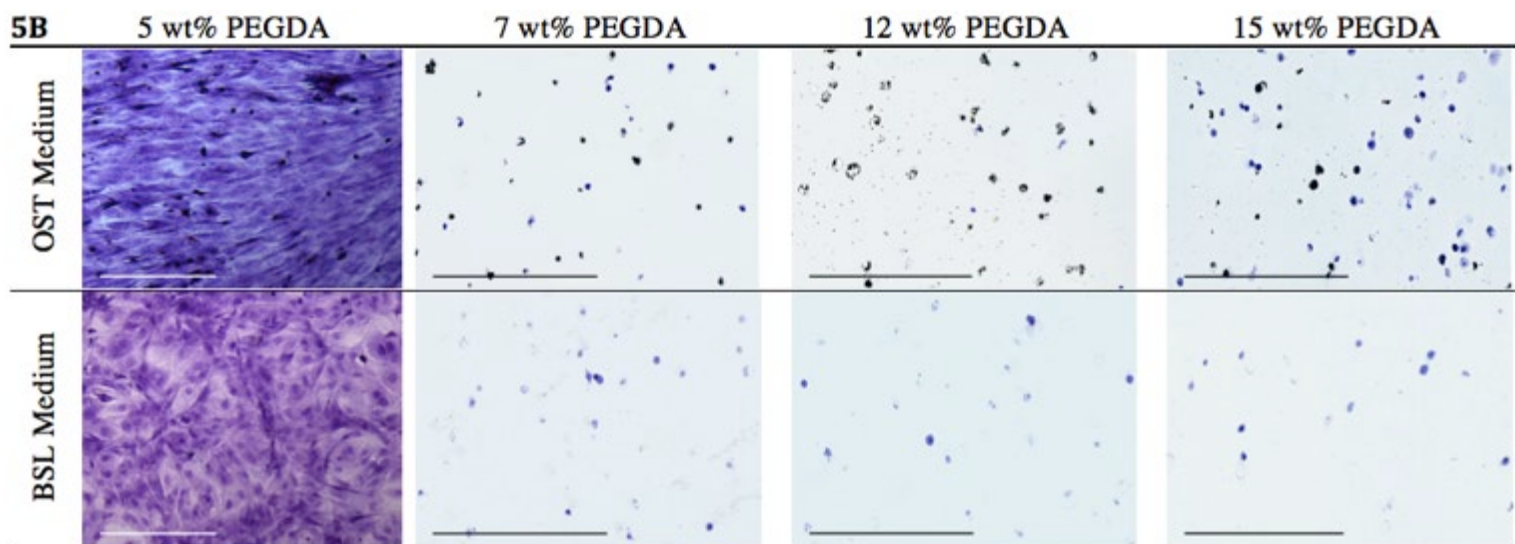 5B 5 wt% PEGDA 7 wt% PEGDA 12 wt% PEGDA 15 wt% PEGDA
OST Medium
BSL Medium